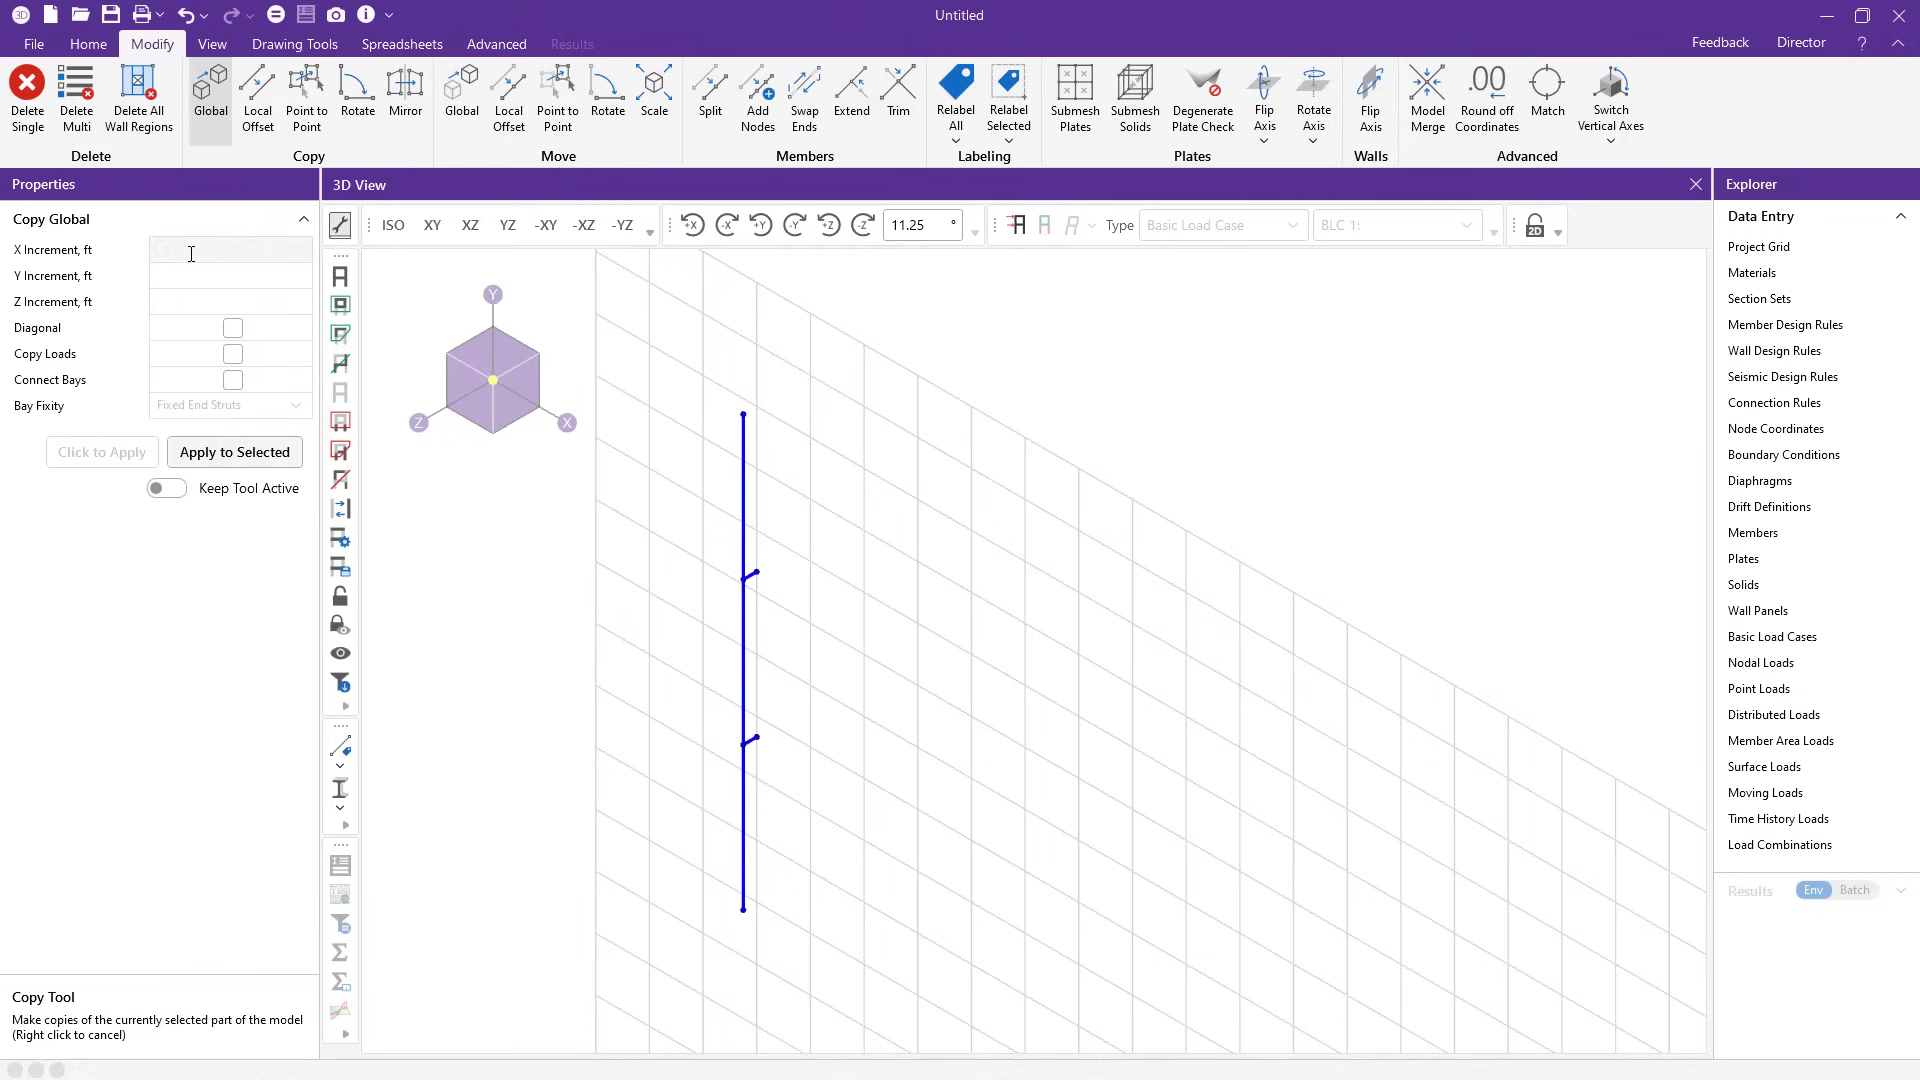 3D
Untitled
File Home Modify View Drawing Tools Spreadsheets Advanced Results
Feedback Director ?
Delete Single
Delete Multi
Delete All Wall Regions
Delete
Global
Local Offset
Point to Point
Rotate
Mirror
Copy
Global
Local Offset
Point to Point
Rotate
Scale
Move
Split
Add Nodes
Swap Ends
Extend
Trim
Members
Relabel All
Relabel Selected
Labeling
Submesh Plates
Submesh Solids
Degenerate Plate Check
Flip Axis
Rotate Axis
Plates
Flip Axis
Walls
Model Merge
.00
Round off Coordinates
Match
Switch Vertical Axes
Advanced
Properties
Copy Global
X Increment, ft
Y Increment, ft
Z Increment, ft
Diagonal
Copy Loads
Connect Bays
Bay Fixity Fixed End Struts
Click to Apply Apply to Selected
Keep Tool Active
Copy Tool
Make copies of the currently selected part of the model
(Right click to cancel)
3D View
ISO XY XZ YZ -XY -XZ -YZ
+X -X +Y -Y +Z -Z 11.25 °
Type Basic Load Case BLC 1:
2D
Y
Z
X
Explorer
Data Entry
Project Grid
Materials
Section Sets
Member Design Rules
Wall Design Rules
Seismic Design Rules
Connection Rules
Node Coordinates
Boundary Conditions
Diaphragms
Drift Definitions
Members
Plates
Solids
Wall Panels
Basic Load Cases
Nodal Loads
Point Loads
Distributed Loads
Member Area Loads
Surface Loads
Moving Loads
Time History Loads
Load Combinations
Results Env Batch